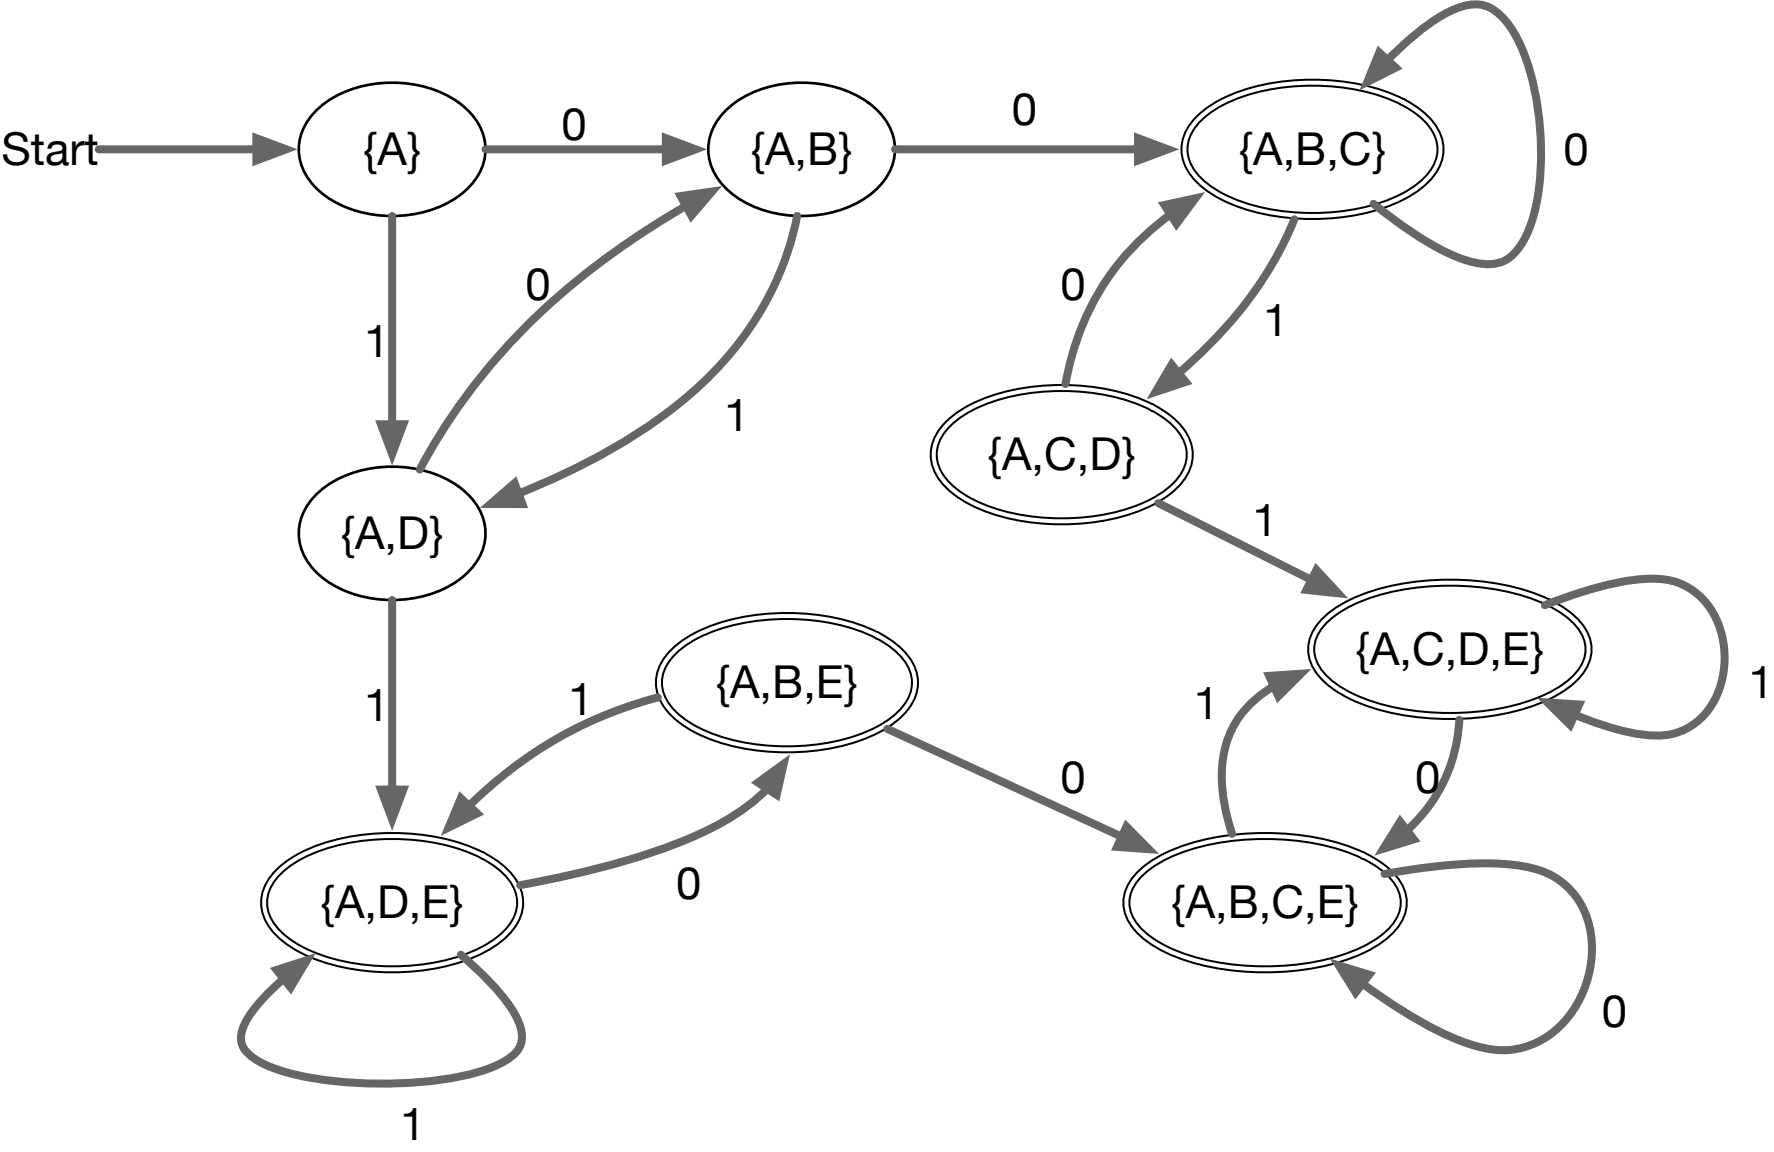 Start
{A}
0
{A,B}
0
{A,B,C}
0
0
0
1
1
1
{A,C,D}
1
{A,D}
{A,C,D,E}
{A,B,E}
1
1
1
1
0
0
0
{A,D,E}
{A,B,C,E}
0
1